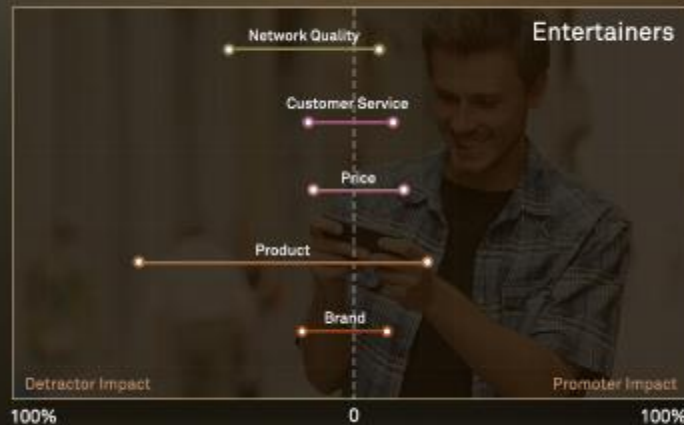 Entertainers
Network Quality
Customer Service
Price
Product
Brand
Detractor Impact
Promoter Impact
100%
0
100%